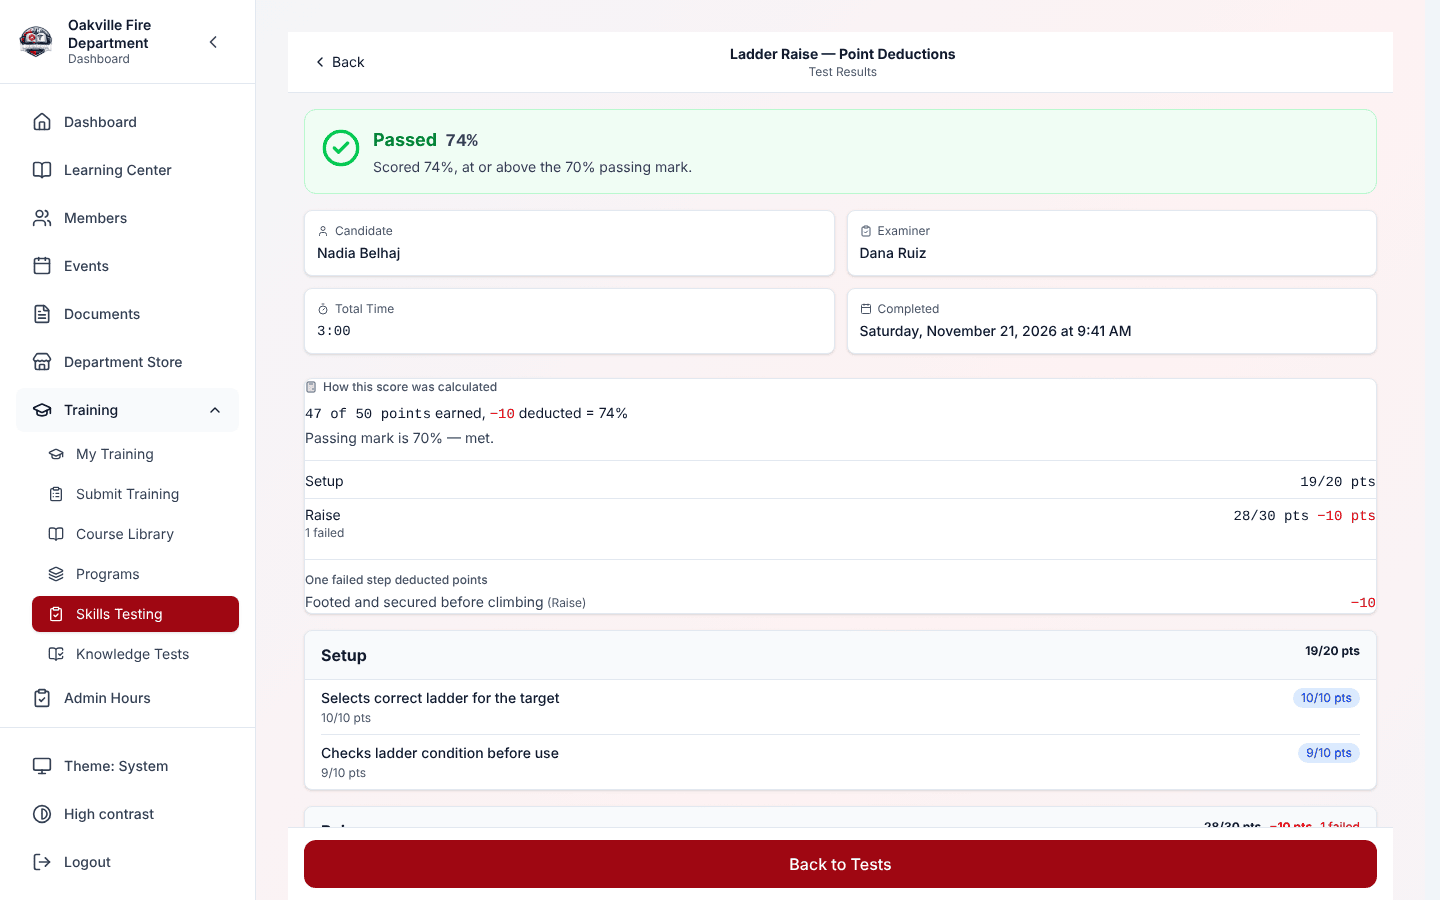 Oakville Fire
Department
Dashboard
Dashboard
Learning Center
Members
Events
Documents
Department Store
Training
My Training
Submit Training
Course Library
Programs
Skills Testing
Knowledge Tests
Admin Hours
Theme: System
High contrast
Logout
Back
Ladder Raise — Point Deductions
Test Results
Passed 74%
Scored 74%, at or above the 70% passing mark.
Candidate
Nadia Belhaj
Examiner
Dana Ruiz
Total Time
3:00
Completed
Saturday, November 21, 2026 at 9:41 AM
How this score was calculated
47 of 50 points earned, −10 deducted = 74%
Passing mark is 70% — met.
Setup 19/20 pts
Raise 28/30 pts −10 pts
1 failed
One failed step deducted points
Footed and secured before climbing (Raise) −10
Setup 19/20 pts
Selects correct ladder for the target 10/10 pts
10/10 pts
Checks ladder condition before use 9/10 pts
9/10 pts
28/30 pts −10 pts 1 failed
Back to Tests